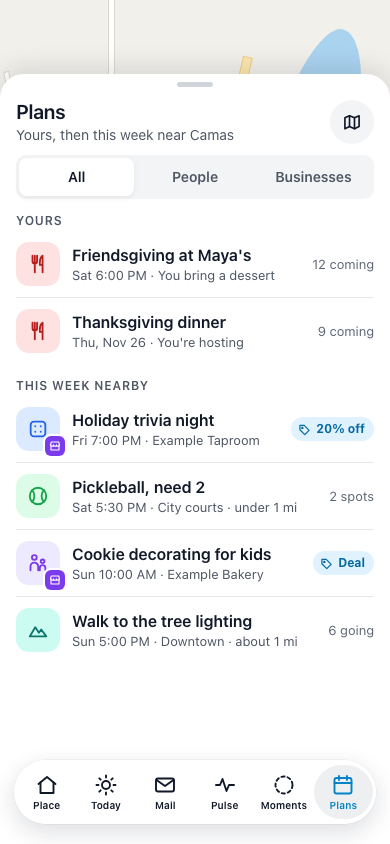 Plans
Yours, then this week near Camas
All
People
Businesses
YOURS
Friendsgiving at Maya's
Sat 6:00 PM · You bring a dessert
12 coming
Thanksgiving dinner
Thu, Nov 26 · You're hosting
9 coming
THIS WEEK NEARBY
Holiday trivia night
Fri 7:00 PM · Example Taproom
20% off
Pickleball, need 2
Sat 5:30 PM · City courts · under 1 mi
2 spots
Cookie decorating for kids
Sun 10:00 AM · Example Bakery
Deal
Walk to the tree lighting
Sun 5:00 PM · Downtown · about 1 mi
6 going
Place
Today
Mail
Pulse
Moments
Plans